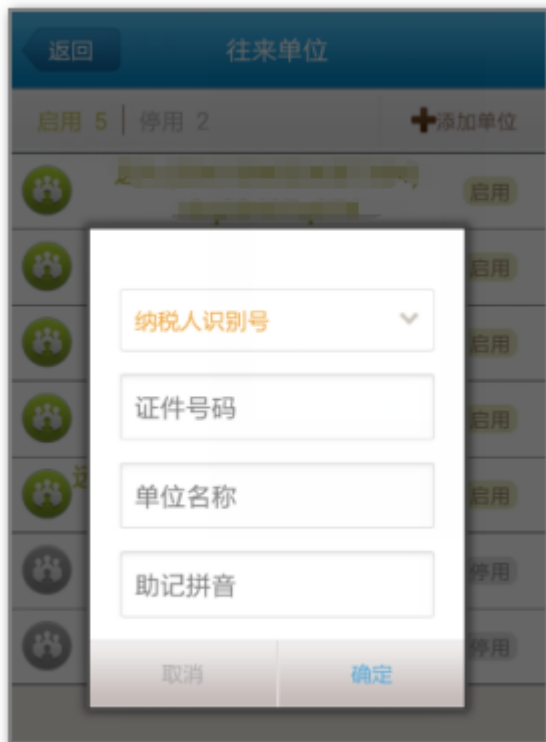 返回
往来单位
启用 5 停用 2
添加单位
启用
启用
纳税人识别号
启用
证件号码
启用
单位名称
启用
助记拼音
停用
停用
取消
确定